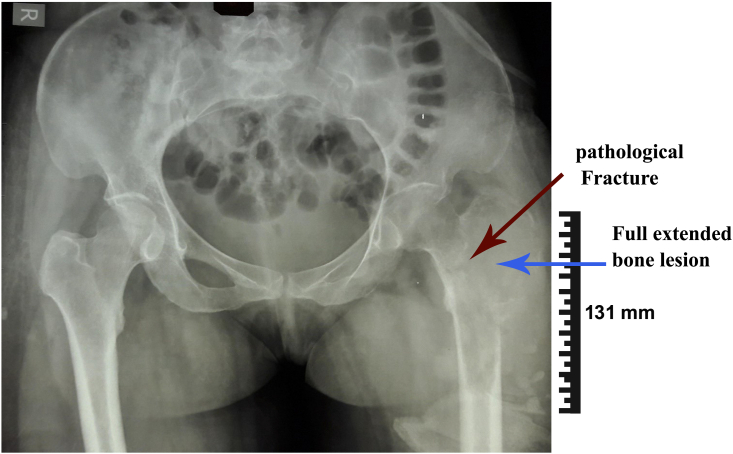 R
pathological
Fracture
Full extended
bone lesion
131 mm